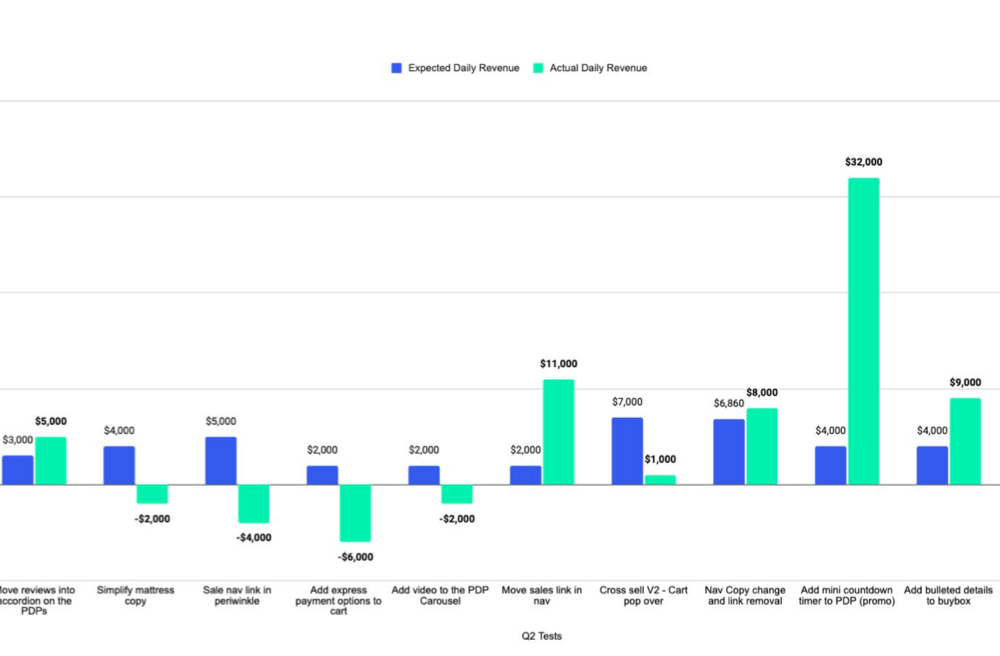 Expected Daily Revenue
Actual Daily Revenue
$32,000
$11,000
$9,000
$8,000
$7,000
$6,860
$5,000
$5,000
$3,000
$4,000
$4,000
$4,000
$2,000
$2,000
$2,000
$1,000
-$2,000
-$2,000
-$4,000
-$6,000
ove reviews into
ccordion on the
PDPs
Simplify mattress
copy
Sale nav link in
periwinkle
Add express
payment options to
cart
Add video to the PDP
Carousel
Move sales link in
nav
Cross sell V2 - Cart
pop over
Nav Copy change
and link removal
Add mini countdown
timer to PDP (promo)
Add bulleted details
to buybox
Q2 Tests